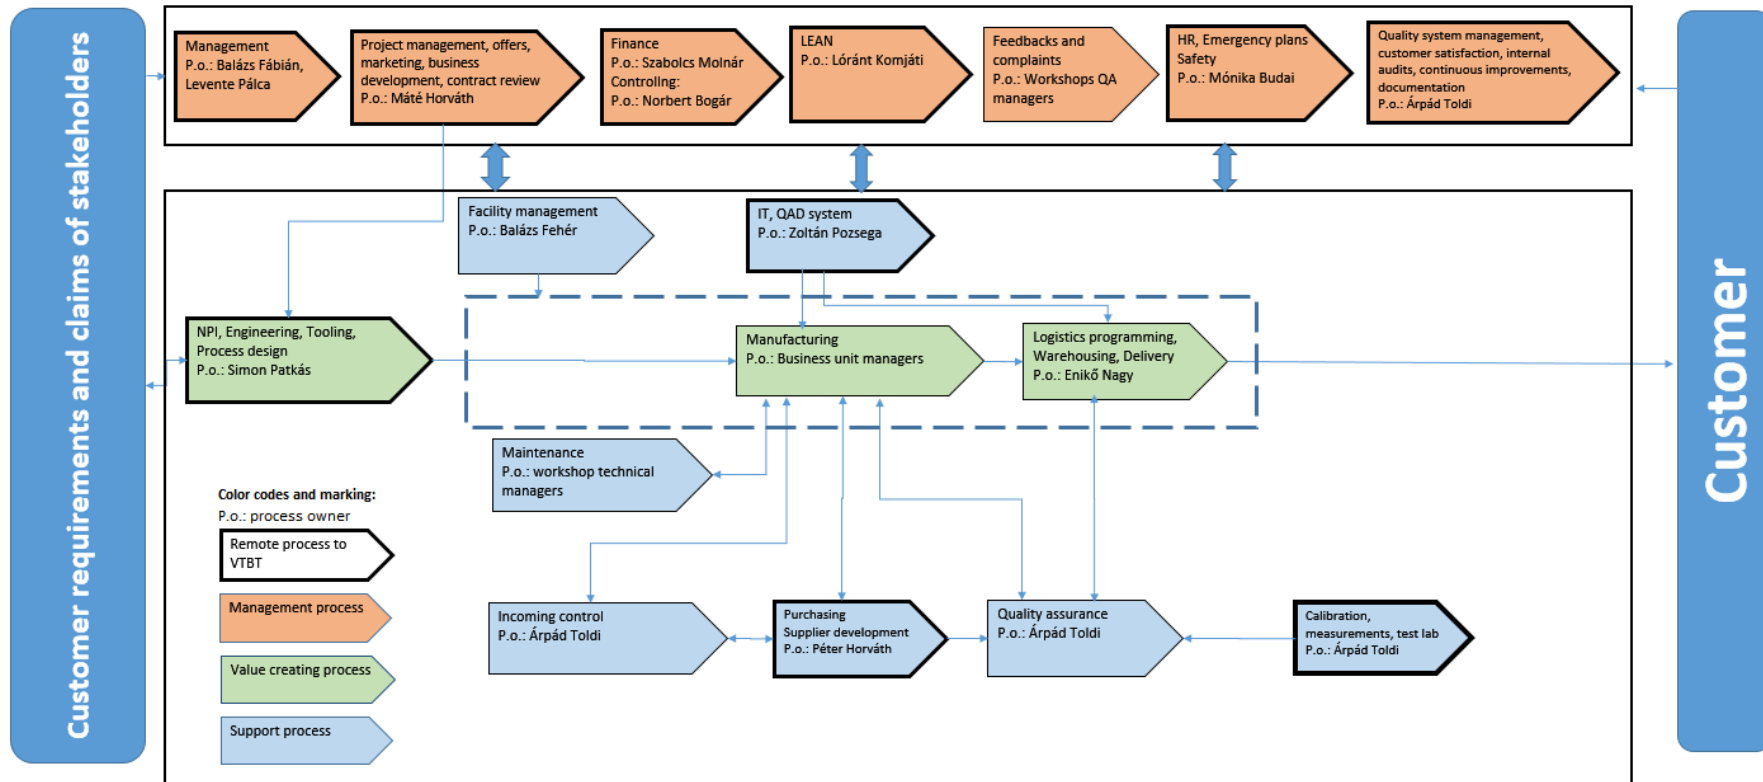 Customer requirements and claims of stakeholders
Management
P.o.: Balázs Fábián,
Levente Pálca
Project management, offers,
marketing, business
development, contract review
P.o.: Máté Horváth
Finance
P.o.: Szabolcs Molnár
Controllng:
P.o.: Norbert Bogár
LEAN
P.o.: Lóránt Komjáti
Feedbacks and
complaints
P.o.: Workshops QA
managers
HR, Emergency plans
Safety
P.o.: Mónika Budai
Quality system management,
customer satisfaction, internal
audits, continuous improvements,
documentation
P.o.: Árpád Toldi
Facility management
P.o.: Balázs Fehér
IT, QAD system
P.o.: Zoltán Pozsega
NPI, Engineering, Tooling,
Process design
P.o.: Simon Patkás
Manufacturing
P.o.: Business unit managers
Logistics programming,
Warehousing, Delivery
P.o.: Enikő Nagy
Maintenance
P.o.: workshop technical
managers
Color codes and marking:
P.o.: process owner
Remote process to
VTBT
Management process
Value creating process
Support process
Incoming control
P.o.: Árpád Toldi
Purchasing
Supplier development
P.o.: Péter Horváth
Quality assurance
P.o.: Árpád Toldi
Calibration,
measurements, test lab
P.o.: Árpád Toldi
Customer